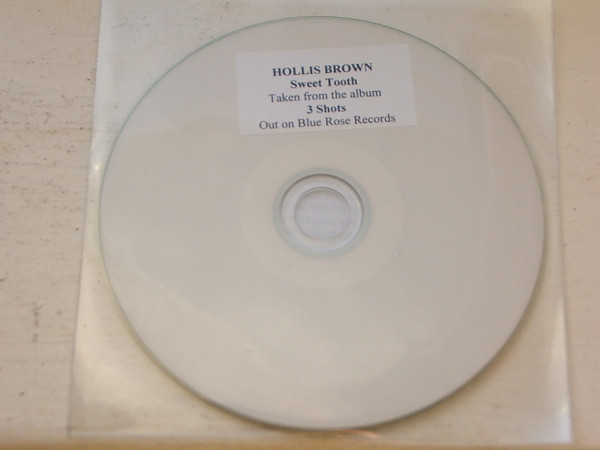 HOLLIS BROWN
Sweet Tooth
Taken from the album
3 Shots
Out on Blue Rose Records